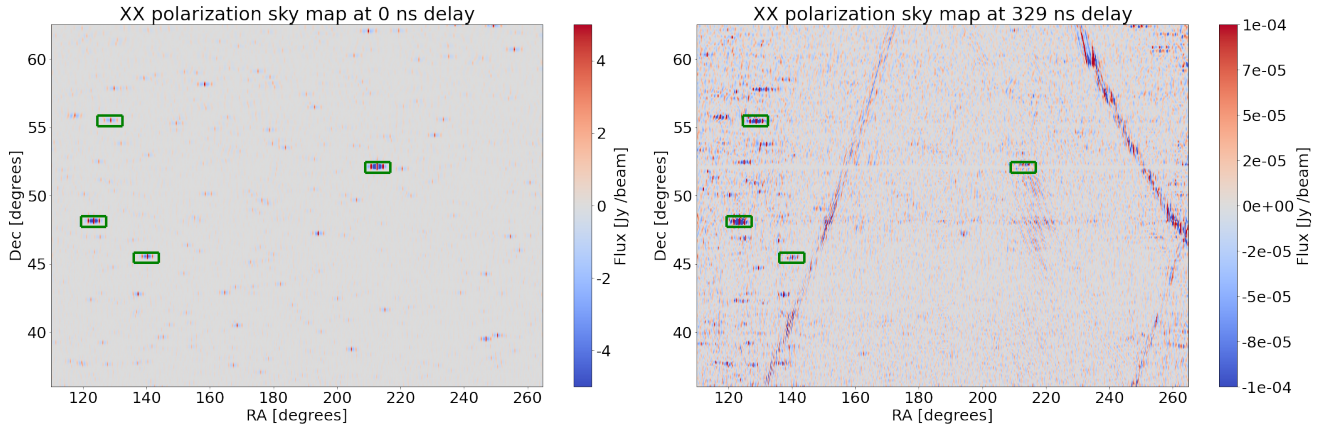 XX polarization sky map at 0 ns delay
60
55
50
45
40
Dec [degrees]
120 140 160 180 200 220 240 260
RA [degrees]
4
2
0
-2
-4
Flux [Jy /beam]
XX polarization sky map at 329 ns delay
60
55
50
45
40
Dec [degrees]
120 140 160 180 200 220 240 260
RA [degrees]
1e-04
7e-05
5e-05
2e-05
0e+00
-2e-05
-5e-05
-8e-05
-1e-04
Flux [Jy /beam]